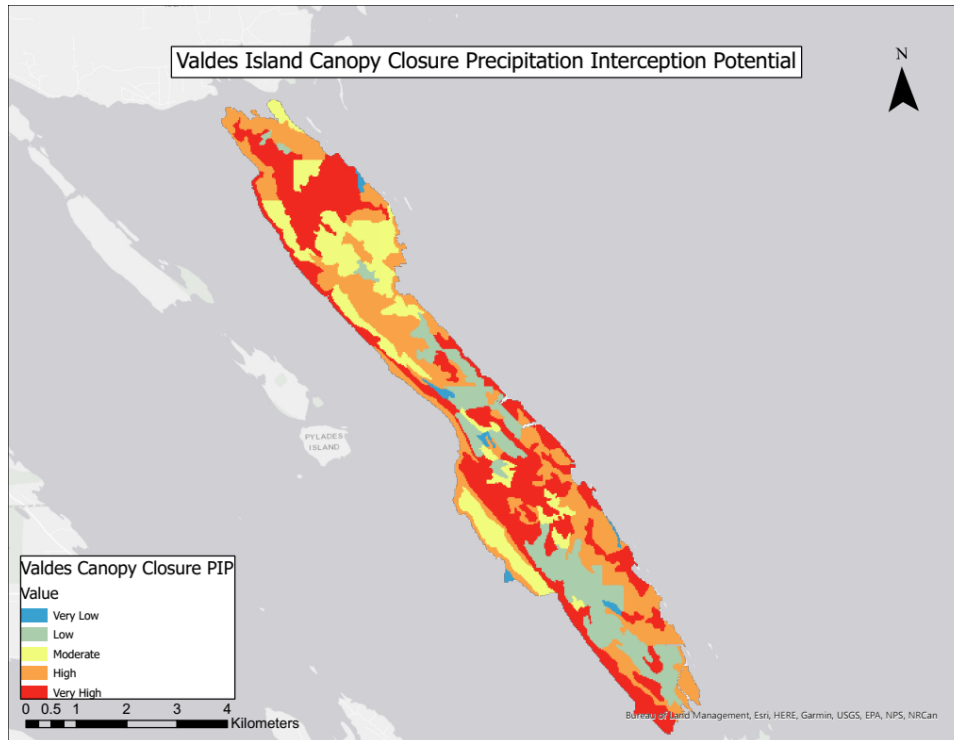 Valdes Island Canopy Closure Precipitation Interception Potential
N
PYLADES
ISLAND
Valdes Canopy Closure PIP
Value
Very Low
Low
Moderate
High
Very High
0 0.5 1 2 3 4
Kilometers
Bureau of Land Management, Esri, HERE, Garmin, USGS, EPA, NPS, NRCan